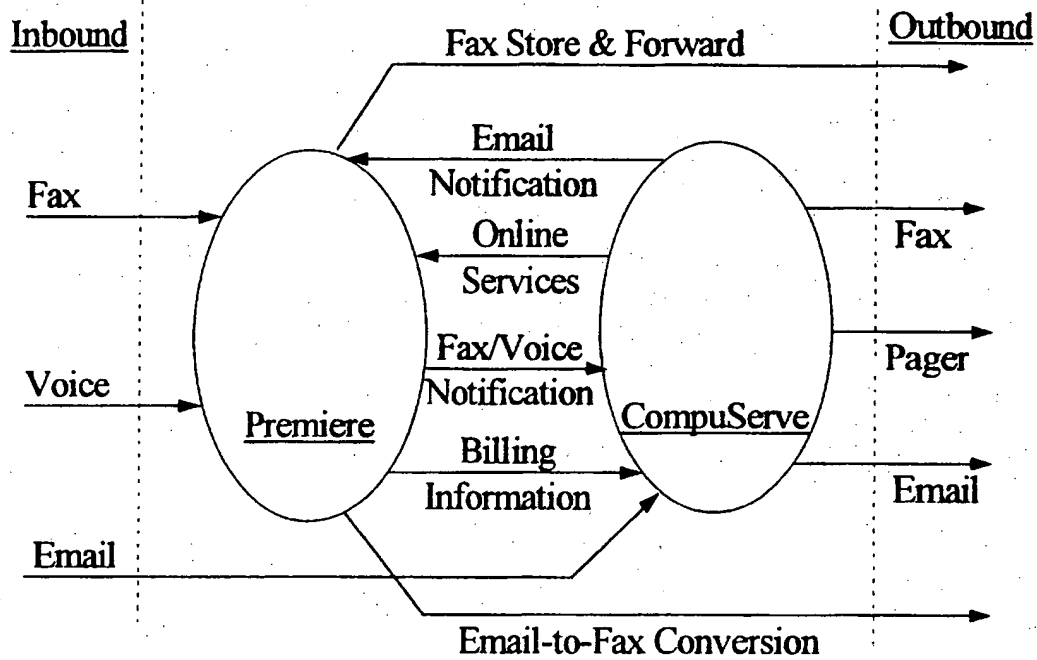 Inbound
Outbound
Fax Store & Forward
Email
Notification
Fax
Fax
Online
Services
Fax/Voice
Notification
Pager
Voice
Premiere
CompuServe
Billing
Information
Email
Email
Email-to-Fax Conversion